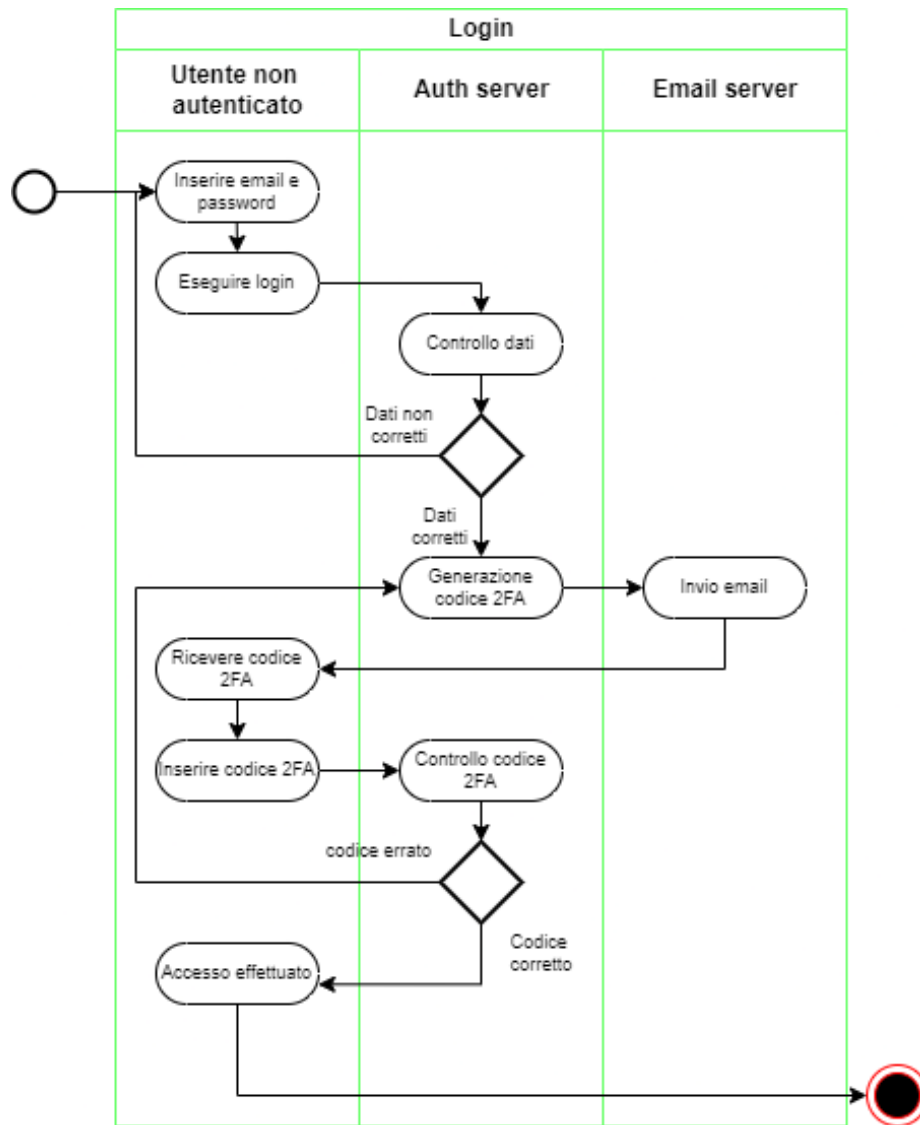 Login
Utente non
autenticato
Auth server
Email server
Inserire email e
password
Eseguire login
Controllo dati
Dati non
corretti
Dati
corretti
Generazione
codice 2FA
Invio email
Ricevere codice
2FA
Inserire codice 2FA
Controllo codice
2FA
codice errato
Codice
corretto
Accesso effettuato